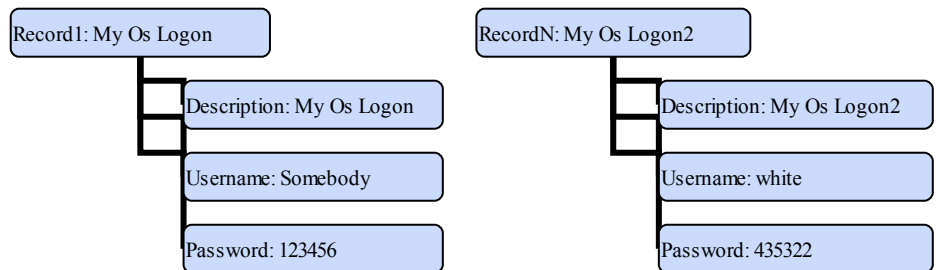 Record1: My Os Logon
Description: My Os Logon
Username: Somebody
Password: 123456
RecordN: My Os Logon2
Description: My Os Logon2
Username: white
Password: 435322